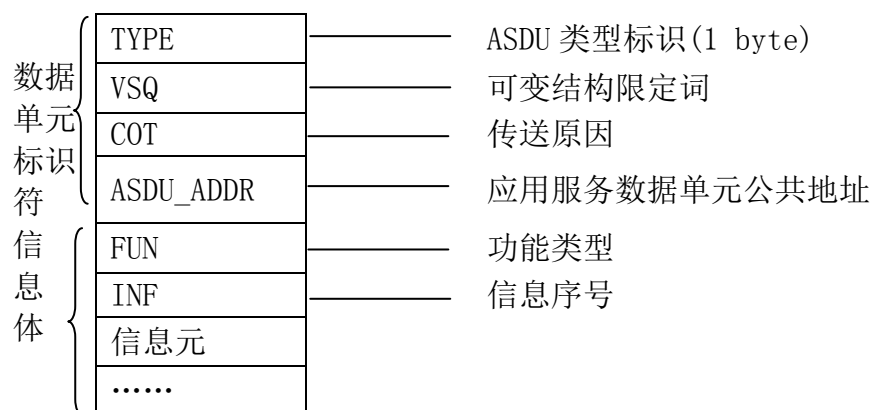 TYPE ASDU 类型标识(1 byte)
数据单元标识符
VSQ 可变结构限定词
COT 传送原因
ASDU_ADDR 应用服务数据单元公共地址
信息体
FUN 功能类型
INF 信息序号
信息元
……